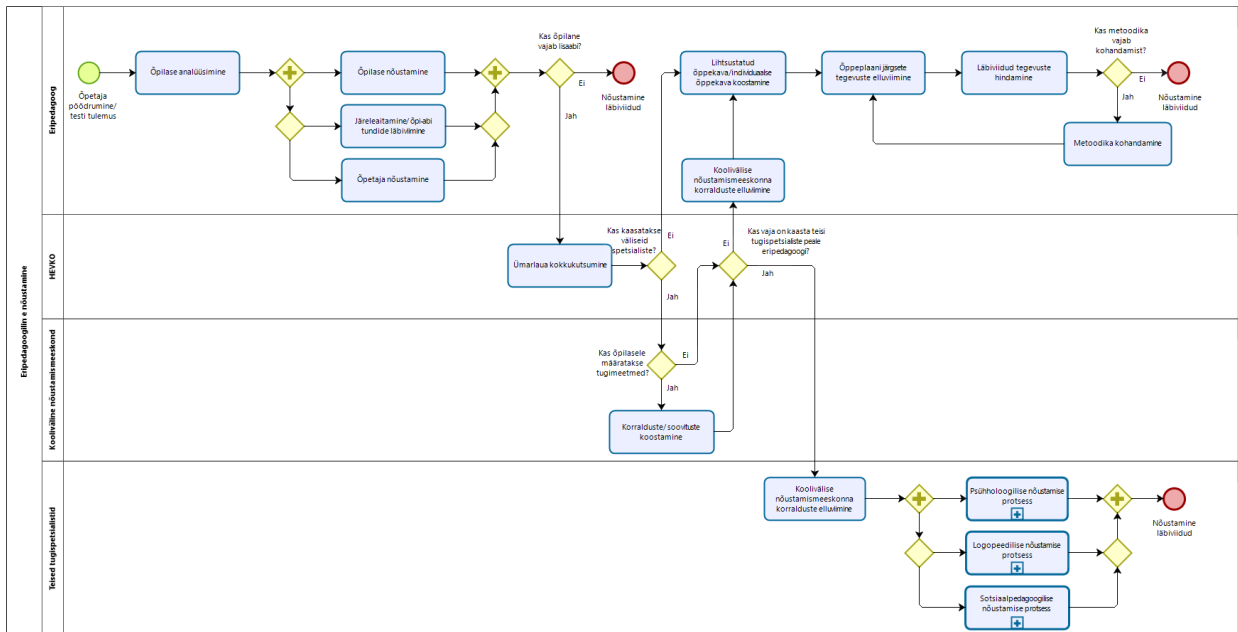 Eripedagoogilin e nõustamine
Eripedagoog
Õpetaja
pöödrumine/
testi tulemus
Õpilase analüüsimine
Õpilase nõustamine
Järeleaitamine/ õpi-abi
tundide läbiviimine
Õpetaja nõustamine
Kas õpilane
vajab lisaabi?
Ei
Jah
Nõustamine
läbiviidud
Lihtsustatud
õppekava/individuaalse
õppekava koostamine
Õppeplaani järgsete
tegevuste elluviimine
Läbiviidud tegevuste
hindamine
Kas metoodika
vajab
kohandamist?
Ei
Jah
Nõustamine
läbiviidud
Metoodika kohandamine
Koolivälise
nõustamismeeskonna
korralduste elluviimine
HEVKO
Ümarlaua kokkukutsumine
Kas kaasatakse
väliseid
spetsialiste?
Ei
Jah
Kas vaja on kaasta teisi
tugispetsialiste peale
eripedagoogi?
Ei
Jah
Kooliväline nõustamismeeskond
Kas õpilasele
määratakse
tugimeetmed?
Ei
Jah
Korralduste/ soovituste
koostamine
Teised tugispetsialistid
Koolivälise
nõustamismeeskonna
korralduste elluviimine
Psühholoogilise nõustamise
protsess
Logopeedilise nõustamise
protsess
Sotsiaalpedagoogilise
nõustamise protsess
Nõustamine
läbiviidud